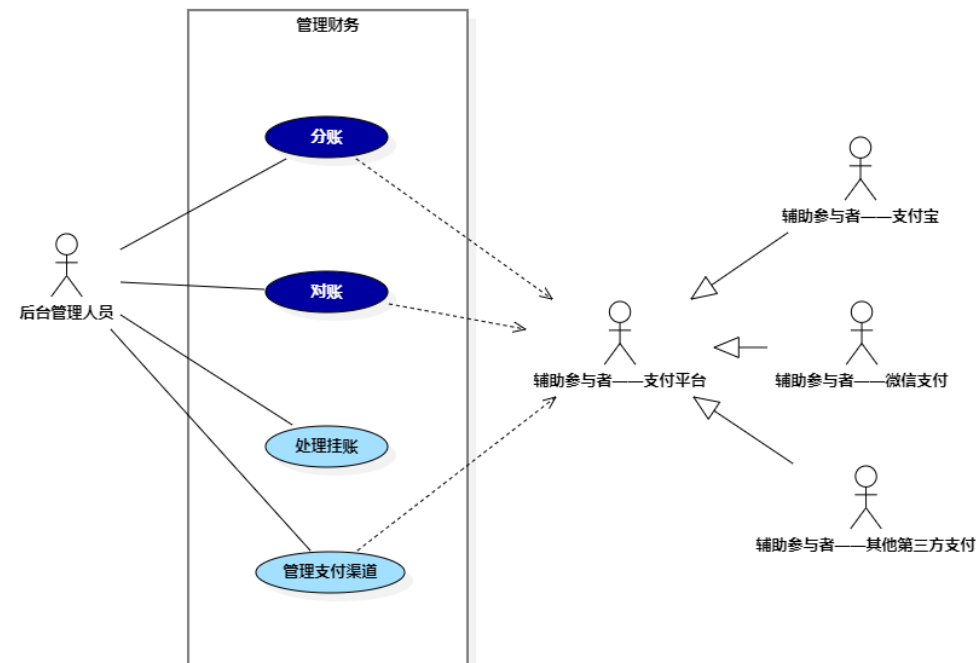 管理财务
分账
辅助参与者——支付宝
后台管理人员
对账
辅助参与者——支付平台
辅助参与者——微信支付
处理挂账
辅助参与者——其他第三方支付
管理支付渠道